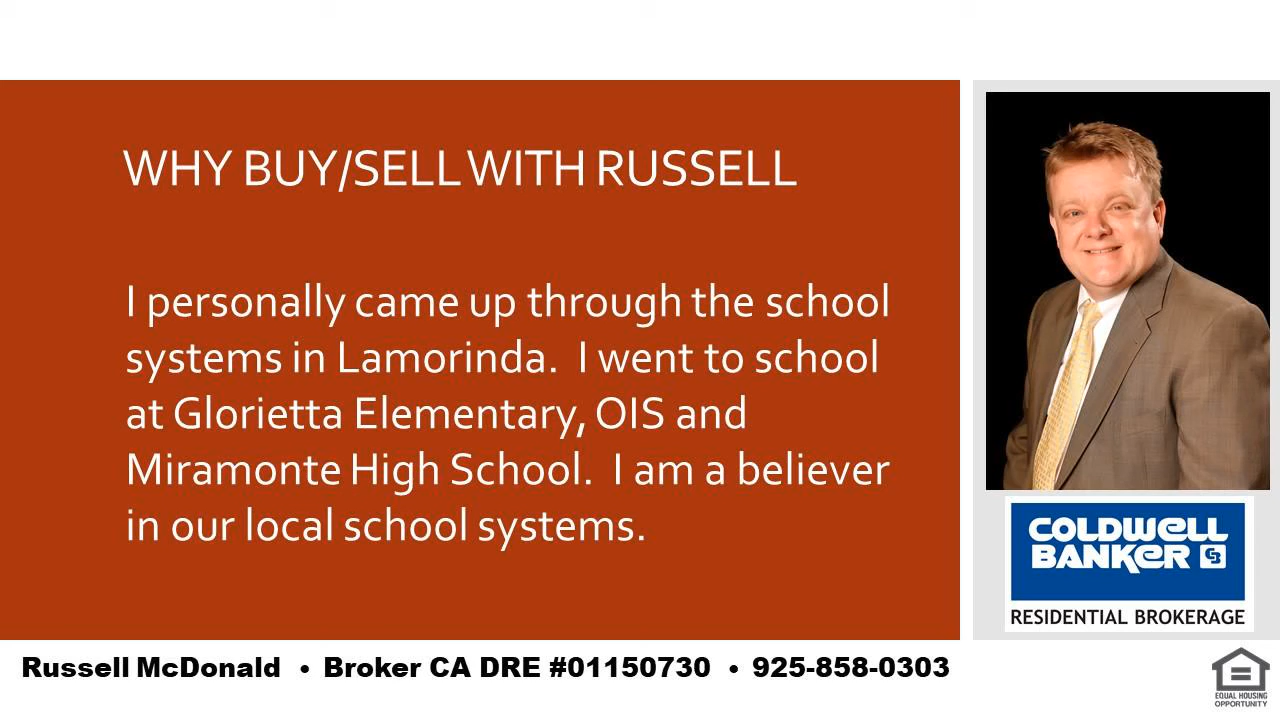 WHY BUY/SELL WITH RUSSELL
I personally came up through the school
systems in Lamorinda.  I went to school
at Glorietta Elementary, OIS and
Miramonte High School.  I am a believer
in our local school systems.
COLDWELL
BANKER CB
RESIDENTIAL BROKERAGE
Russell McDonald • Broker CA DRE #01150730 • 925-858-0303
EQUAL HOUSING
OPPORTUNITY